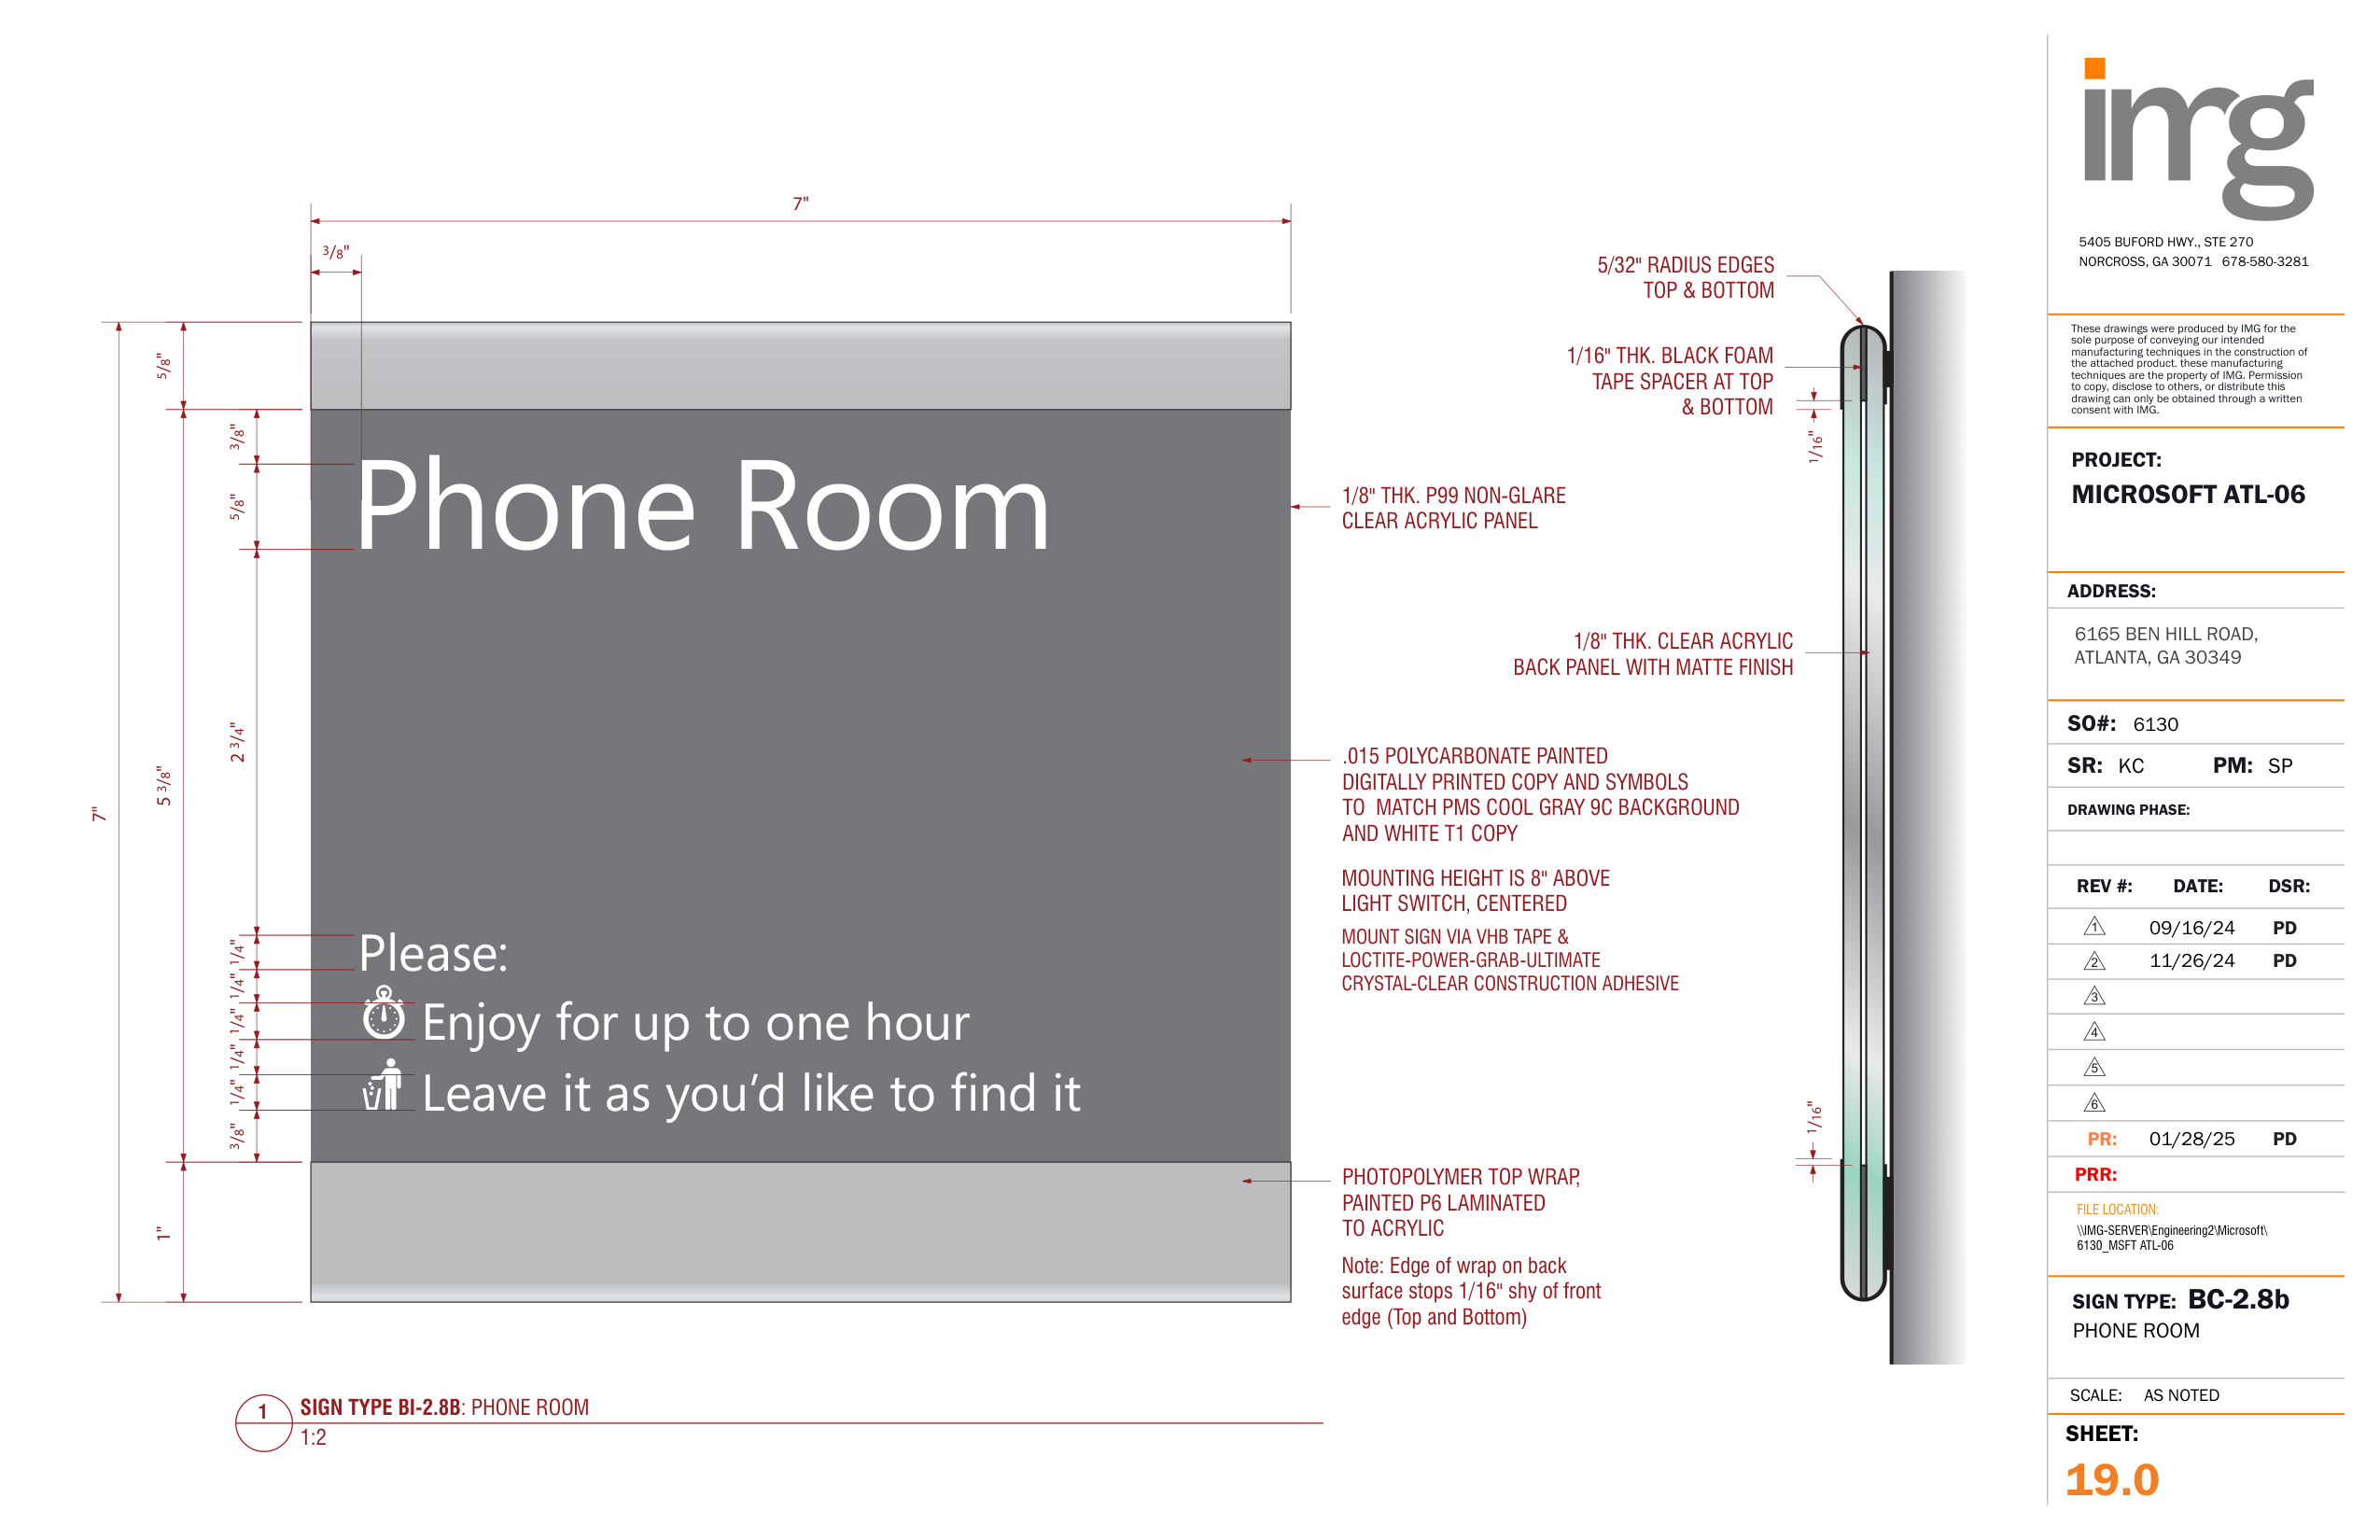 7"
3/8"
5/8"
3/8"
5/8"
2 3/4"
5 3/8"
7"
1/4"
1/4"
1/4"
1/4"
1/4"
3/8"
1"
Phone Room
Please:
Enjoy for up to one hour
Leave it as you’d like to find it
1/8" THK. P99 NON-GLARE
CLEAR ACRYLIC PANEL
.015 POLYCARBONATE PAINTED
DIGITALLY PRINTED COPY AND SYMBOLS
TO MATCH PMS COOL GRAY 9C BACKGROUND
AND WHITE T1 COPY
MOUNTING HEIGHT IS 8" ABOVE
LIGHT SWITCH, CENTERED
MOUNT SIGN VIA VHB TAPE &
LOCTITE-POWER-GRAB-ULTIMATE
CRYSTAL-CLEAR CONSTRUCTION ADHESIVE
PHOTOPOLYMER TOP WRAP,
PAINTED P6 LAMINATED
TO ACRYLIC
Note: Edge of wrap on back
surface stops 1/16" shy of front
edge (Top and Bottom)
5/32" RADIUS EDGES
TOP & BOTTOM
1/16" THK. BLACK FOAM
TAPE SPACER AT TOP
& BOTTOM
1/16"
1/8" THK. CLEAR ACRYLIC
BACK PANEL WITH MATTE FINISH
1/16"
1 SIGN TYPE BI-2.8B: PHONE ROOM
1:2
img
5405 BUFORD HWY., STE 270
NORCROSS, GA 30071 678-580-3281
These drawings were produced by IMG for the
sole purpose of conveying our intended
manufacturing techniques in the construction of
the attached product. these manufacturing
techniques are the property of IMG. Permission
to copy, disclose to others, or distribute this
drawing can only be obtained through a written
consent with IMG.
PROJECT:
MICROSOFT ATL-06
ADDRESS:
6165 BEN HILL ROAD,
ATLANTA, GA 30349
SO#: 6130
SR: KC PM: SP
DRAWING PHASE:
REV #: DATE: DSR:
1 09/16/24 PD
2 11/26/24 PD
3
4
5
6
PR: 01/28/25 PD
PRR:
FILE LOCATION:
\\IMG-SERVER\Engineering2\Microsoft\
6130_MSFT ATL-06
SIGN TYPE: BC-2.8b
PHONE ROOM
SCALE: AS NOTED
SHEET:
19.0